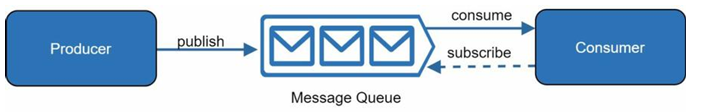 Producer
publish
Message Queue
consume
subscribe
Consumer